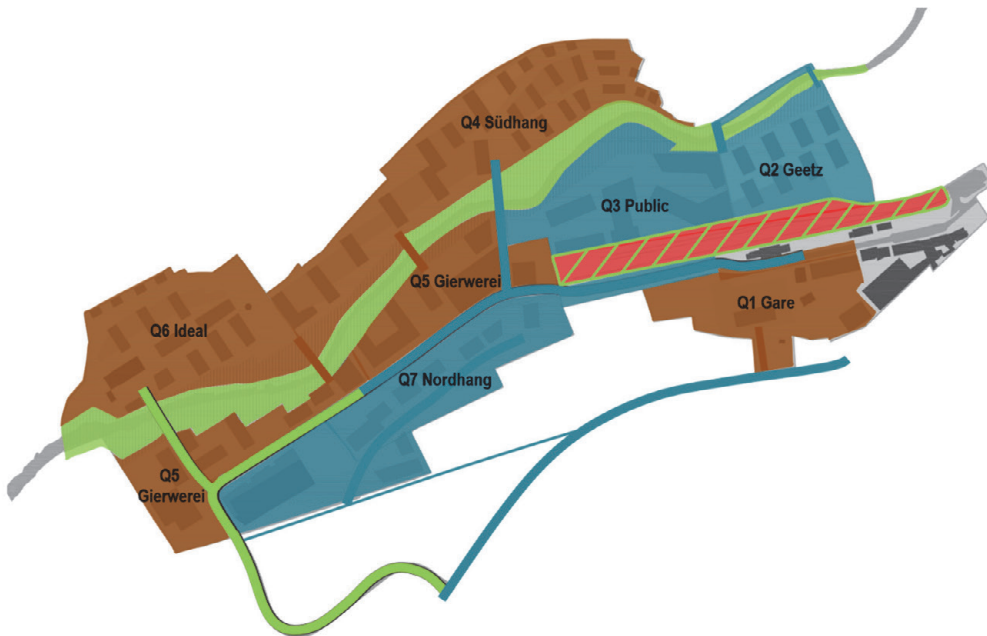 Q4 Südhang
Q2 Geetz
Q3 Public
Q5 Gierwerei
Q1 Gare
Q6 Ideal
Q7 Nordhang
Q5
Gierwerei